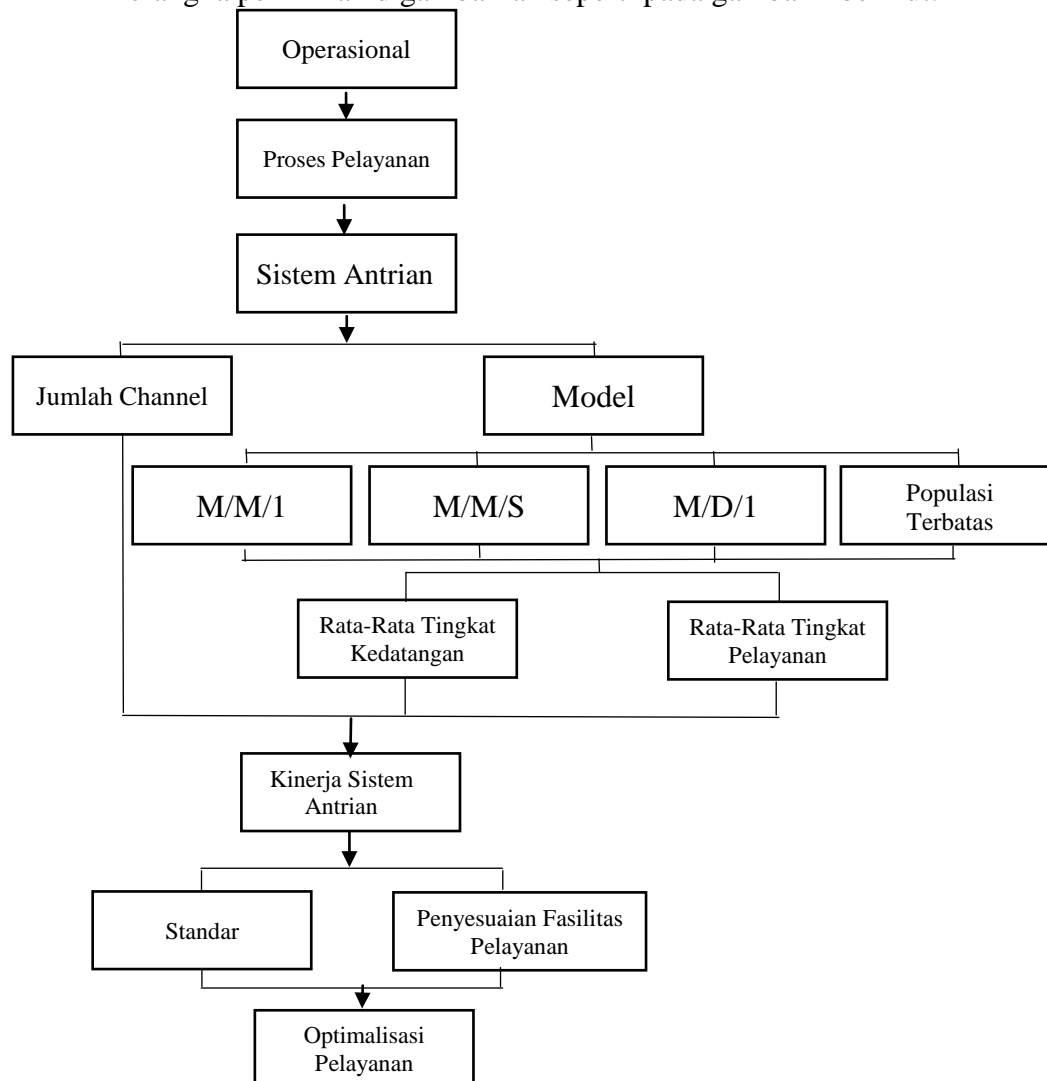 Operasional
Proses Pelayanan
Sistem Antrian
Jumlah Channel
Model
M/M/1
M/M/S
M/D/1
Populasi
Terbatas
Rata-Rata Tingkat
Kedatangan
Rata-Rata Tingkat
Pelayanan
Kinerja Sistem
Antrian
Standar
Penyesuaian Fasilitas
Pelayanan
Optimalisasi
Pelayanan